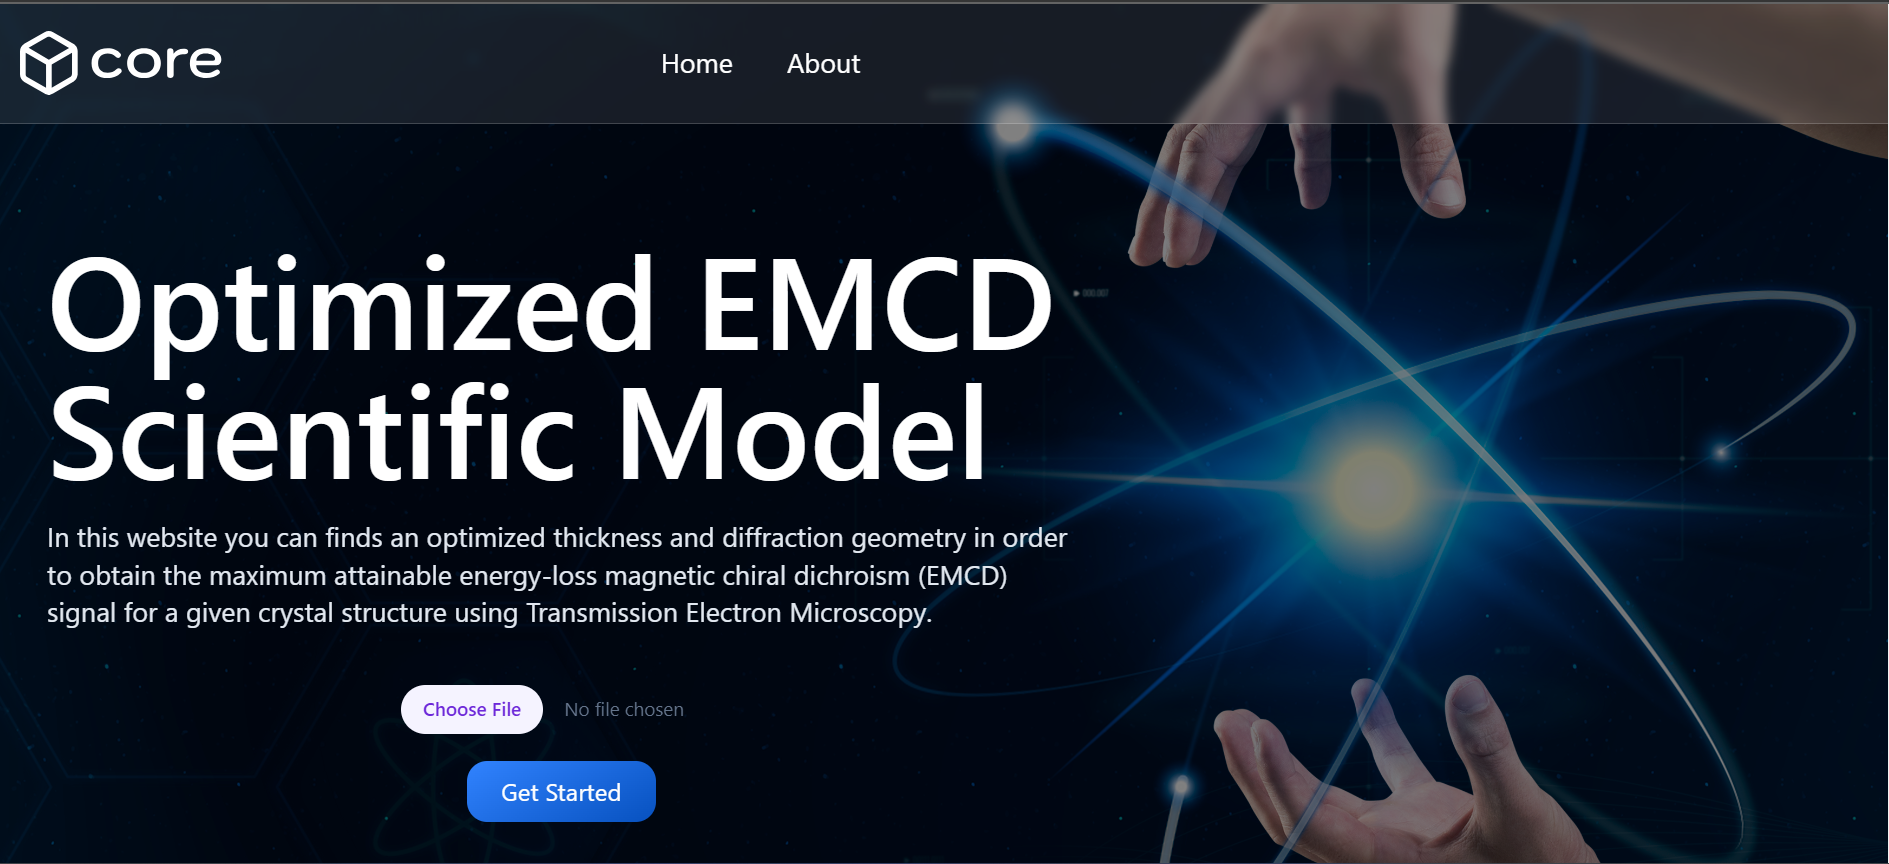 core
Home
About
Optimized EMCD
Scientific Model
In this website you can finds an optimized thickness and diffraction geometry in order
to obtain the maximum attainable energy-loss magnetic chiral dichroism (EMCD)
signal for a given crystal structure using Transmission Electron Microscopy.
Choose File
No file chosen
Get Started